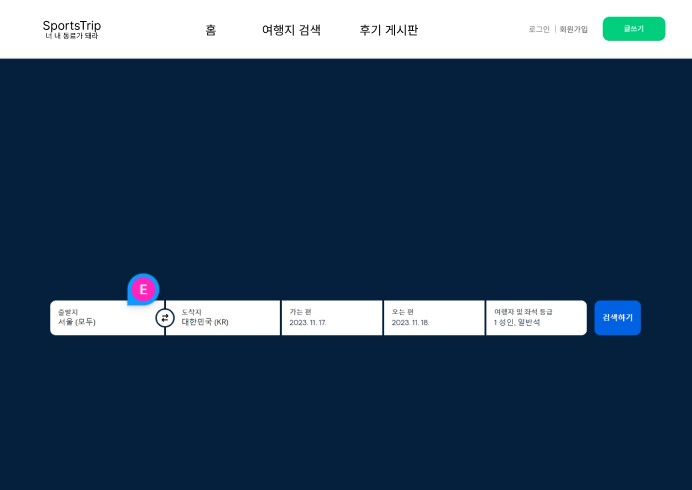 SportsTrip
너 내 동료가 돼라
홈
여행지 검색
후기 게시판
로그인
회원가입
글쓰기
E
출발지
서울 (모두)
도착지
대한민국 (KR)
가는 편
2023. 11. 17.
오는 편
2023. 11. 18.
여행자 및 좌석 등급
1 성인, 일반석
검색하기